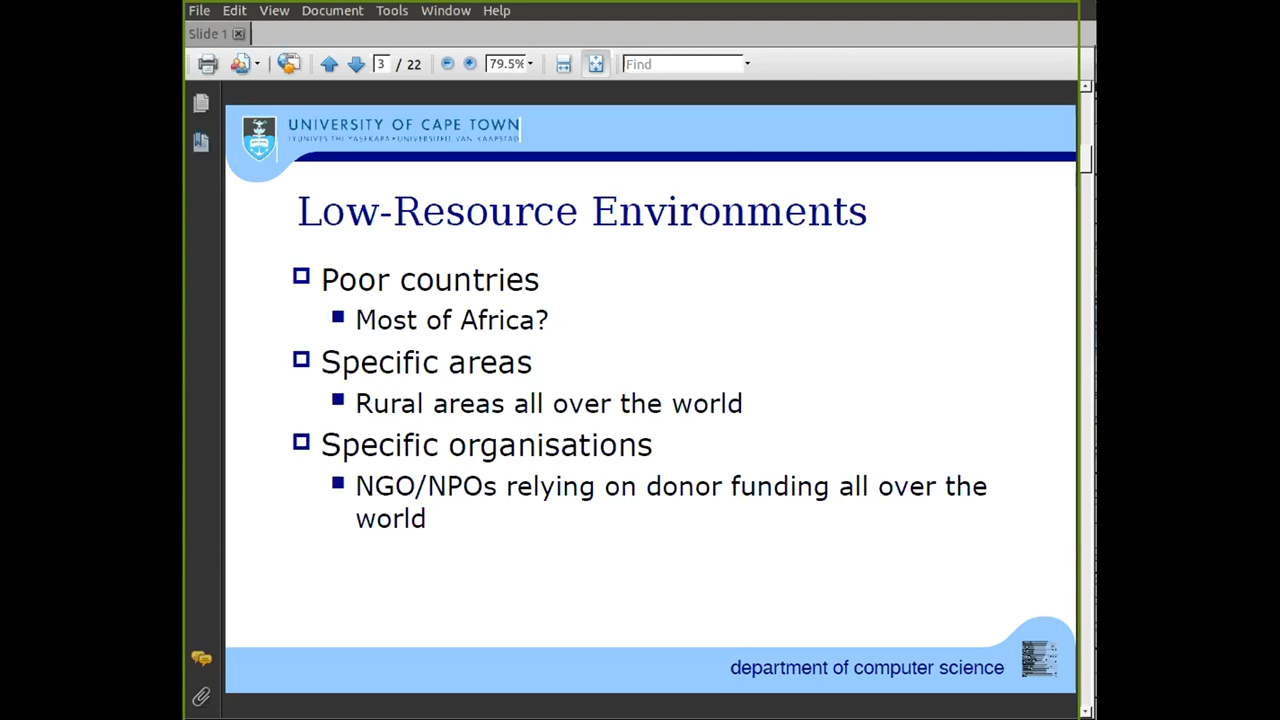 File Edit View Document Tools Window Help
Slide 1
3 / 22 79.5% Find
UNIVERSITY OF CAPE TOWN
Low-Resource Environments
Poor countries
Most of Africa?
Specific areas
Rural areas all over the world
Specific organisations
NGO/NPOs relying on donor funding all over the
world
department of computer science